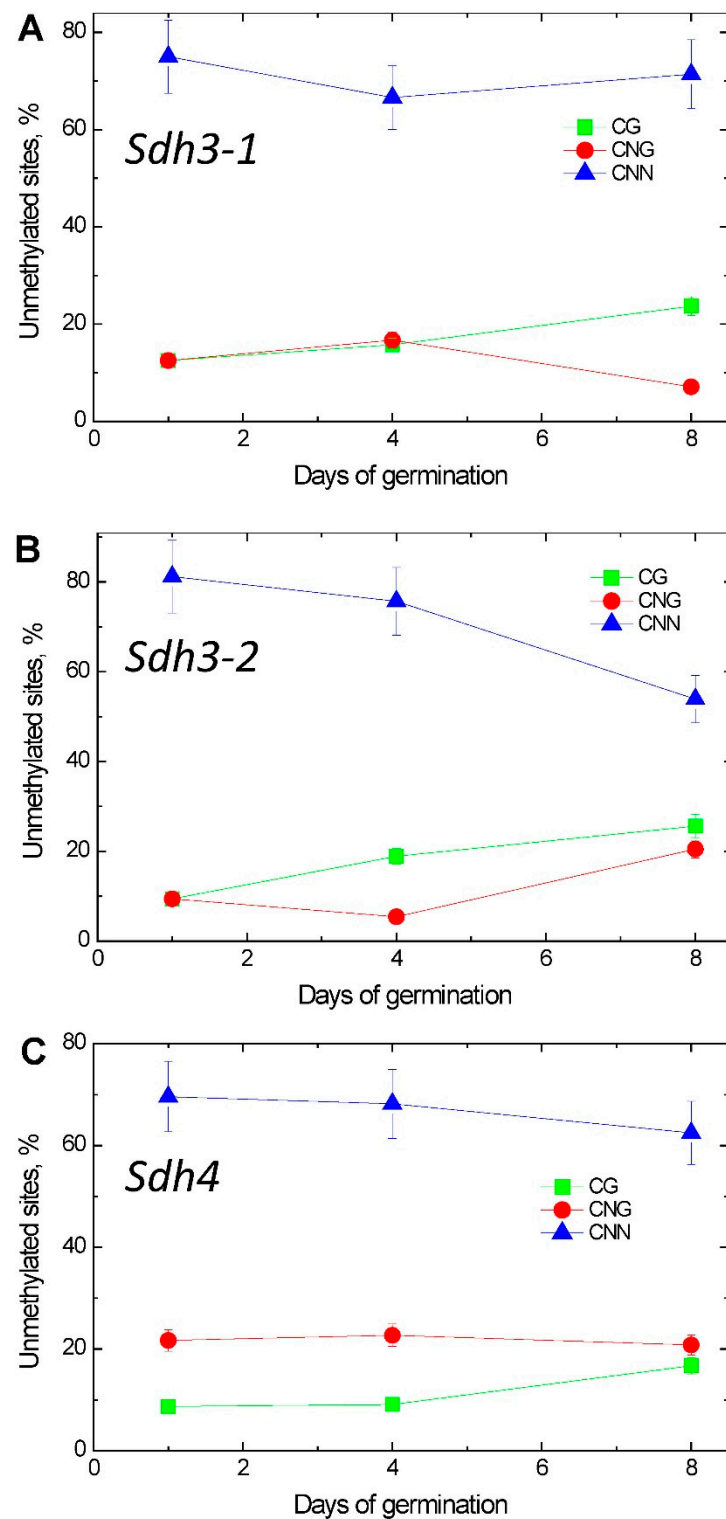 A
80
60
40
20
0
Unmethylated sites, %
Sdh3-1
CG
CNG
CNN
0 2 4 6 8
Days of germination
B
80
60
40
20
0
Unmethylated sites, %
Sdh3-2
CG
CNG
CNN
0 2 4 6 8
Days of germination
C
80
60
40
20
0
Unmethylated sites, %
Sdh4
CG
CNG
CNN
0 2 4 6 8
Days of germination